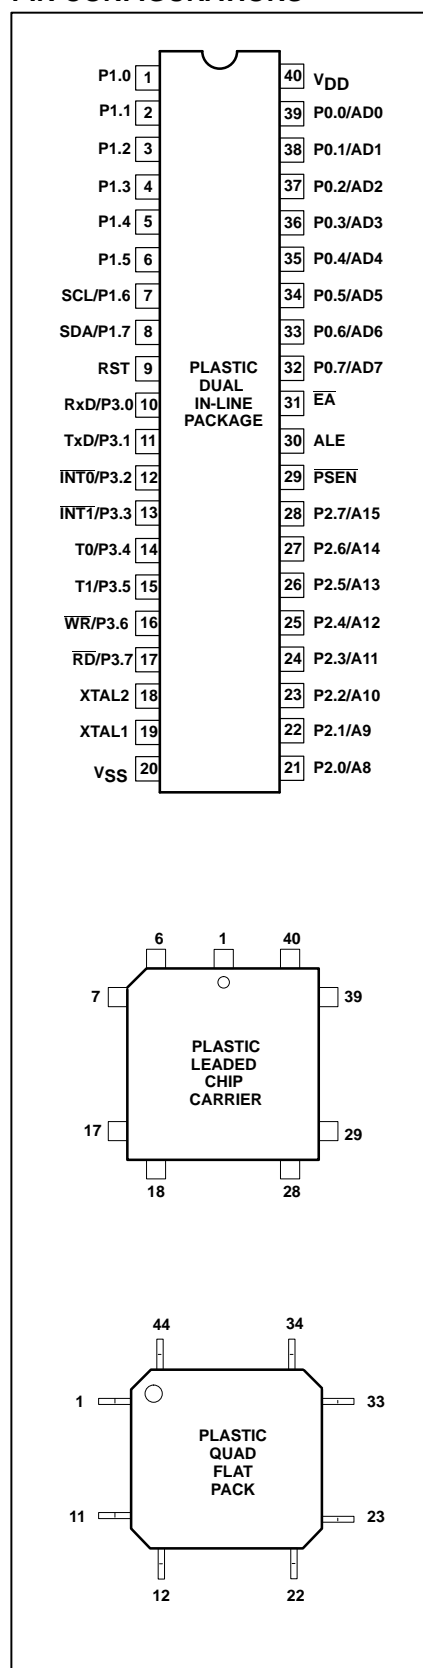 P1.0 1 40 VDD
P1.1 2 39 P0.0/AD0
P1.2 3 38 P0.1/AD1
P1.3 4 37 P0.2/AD2
P1.4 5 36 P0.3/AD3
P1.5 6 35 P0.4/AD4
SCL/P1.6 7 34 P0.5/AD5
SDA/P1.7 8 33 P0.6/AD6
RST 9 32 P0.7/AD7
RxD/P3.0 10 31 E̅A̅
TxD/P3.1 11 30 ALE
I̅N̅T̅0̅/P3.2 12 29 P̅S̅E̅N̅
I̅N̅T̅1̅/P3.3 13 28 P2.7/A15
T0/P3.4 14 27 P2.6/A14
T1/P3.5 15 26 P2.5/A13
W̅R̅/P3.6 16 25 P2.4/A12
R̅D̅/P3.7 17 24 P2.3/A11
XTAL2 18 23 P2.2/A10
XTAL1 19 22 P2.1/A9
VSS 20 21 P2.0/A8
PLASTIC
DUAL
IN-LINE
PACKAGE
6 1 40
7 39
PLASTIC
LEADED
CHIP
CARRIER
17 29
18 28
44 34
1 33
PLASTIC
QUAD
FLAT
PACK
11 23
12 22